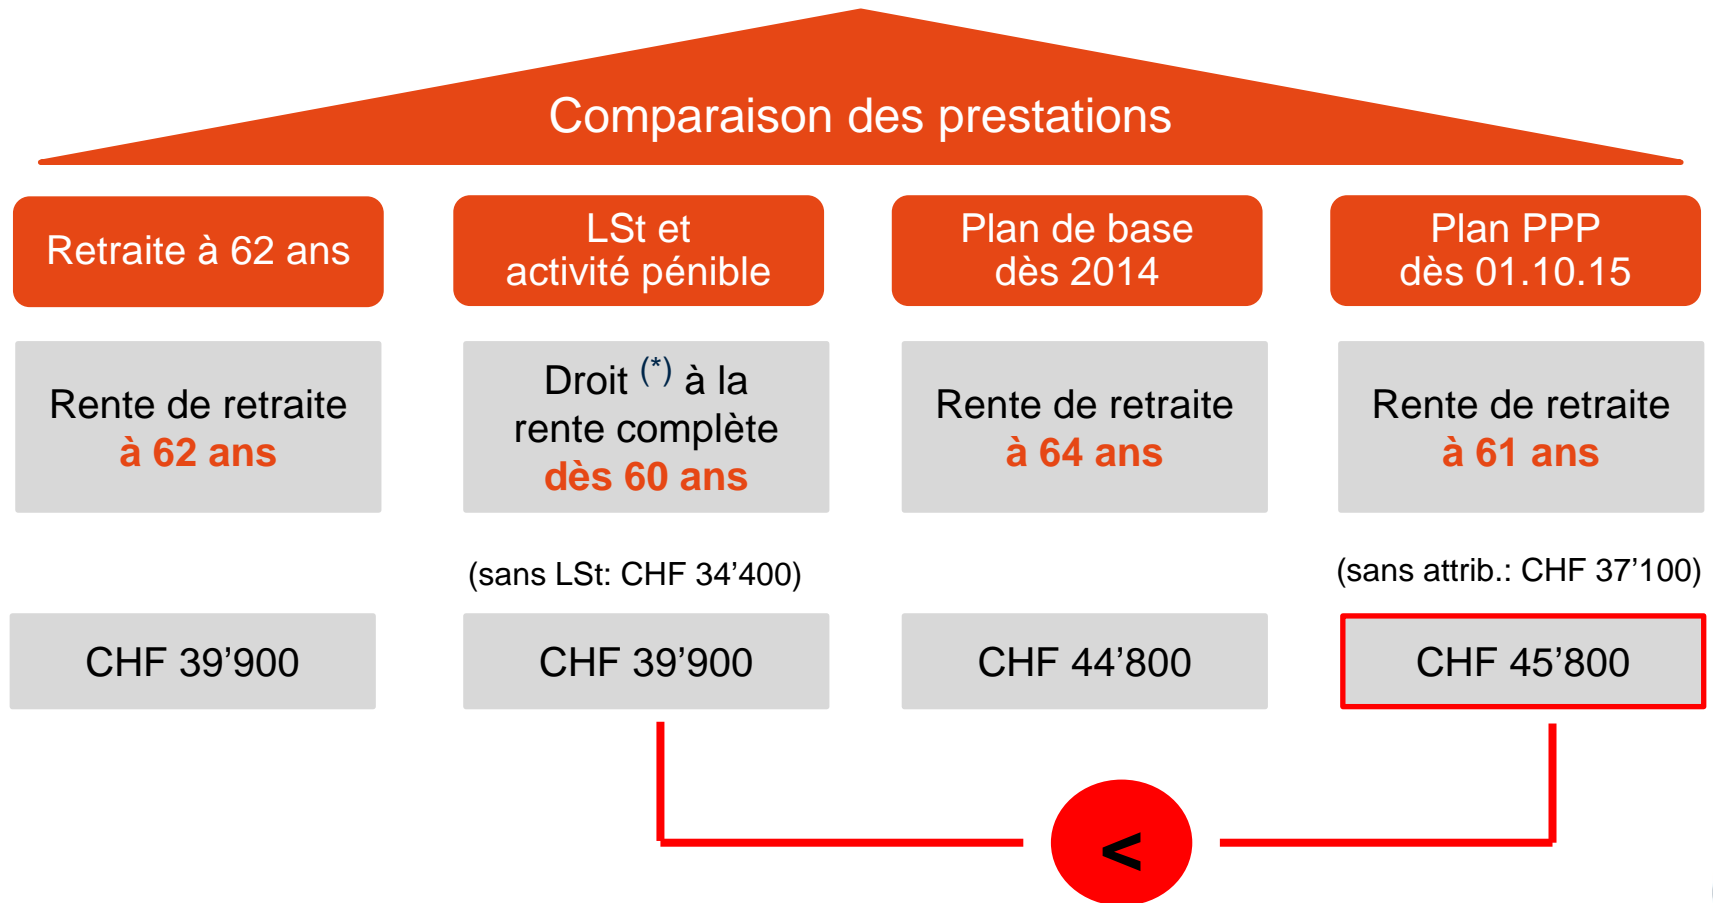 Comparaison des prestations
Retraite à 62 ans
LSt et
activité pénible
Plan de base
dès 2014
Plan PPP
dès 01.10.15
Rente de retraite
à 62 ans
Droit (*) à la
rente complète
dès 60 ans
Rente de retraite
à 64 ans
Rente de retraite
à 61 ans
(sans LSt: CHF 34’400)
(sans attrib.: CHF 37’100)
CHF 39’900
CHF 39’900
CHF 44’800
CHF 45’800
<